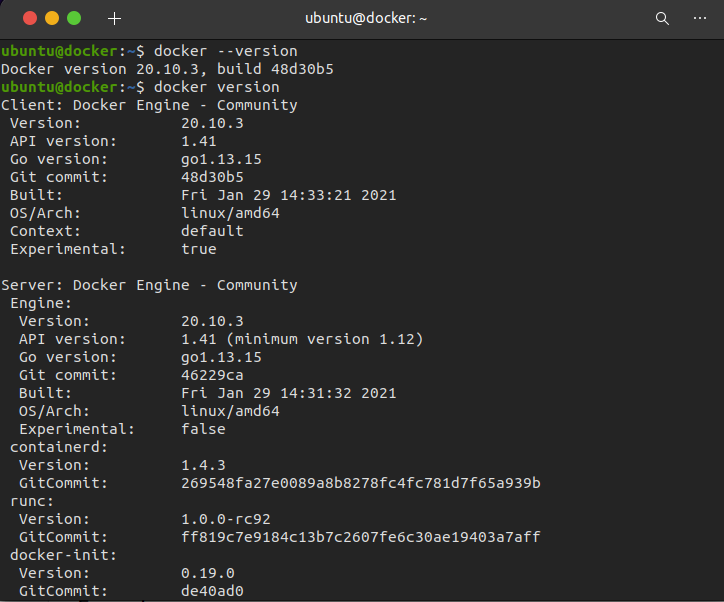 ubuntu@docker: ~
ubuntu@docker:~$ docker --version
Docker version 20.10.3, build 48d30b5
ubuntu@docker:~$ docker version
Client: Docker Engine - Community
 Version:           20.10.3
 API version:       1.41
 Go version:        go1.13.15
 Git commit:        48d30b5
 Built:             Fri Jan 29 14:33:21 2021
 OS/Arch:           linux/amd64
 Context:           default
 Experimental:      true

Server: Docker Engine - Community
 Engine:
  Version:          20.10.3
  API version:      1.41 (minimum version 1.12)
  Go version:       go1.13.15
  Git commit:       46229ca
  Built:            Fri Jan 29 14:31:32 2021
  OS/Arch:          linux/amd64
  Experimental:     false
 containerd:
  Version:          1.4.3
  GitCommit:        269548fa27e0089a8b8278fc4fc781d7f65a939b
 runc:
  Version:          1.0.0-rc92
  GitCommit:        ff819c7e9184c13b7c2607fe6c30ae19403a7aff
 docker-init:
  Version:          0.19.0
  GitCommit:        de40ad0